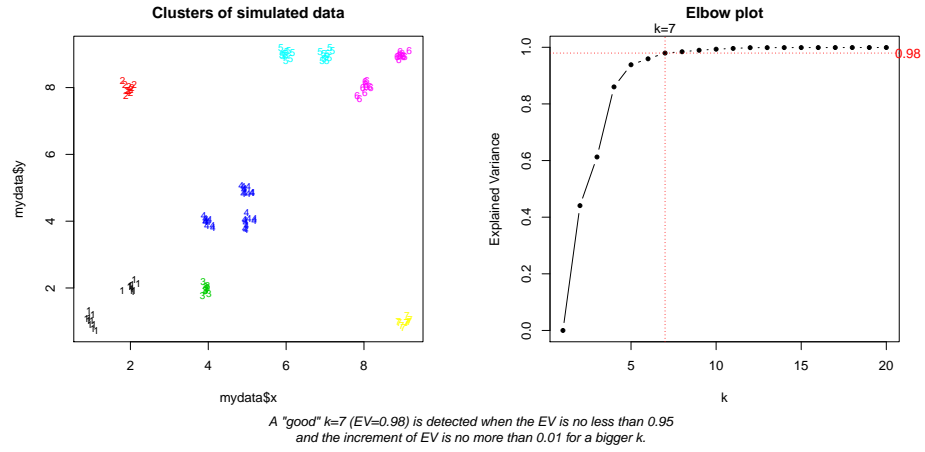 Clusters of simulated data
mydata$y
2 4 6 8
2 4 6 8
mydata$x
Elbow plot
k=7
0.98
Explained Variance
0.0 0.2 0.4 0.6 0.8 1.0
5 10 15 20
k
A "good" k=7 (EV=0.98) is detected when the EV is no less than 0.95
and the increment of EV is no more than 0.01 for a bigger k.